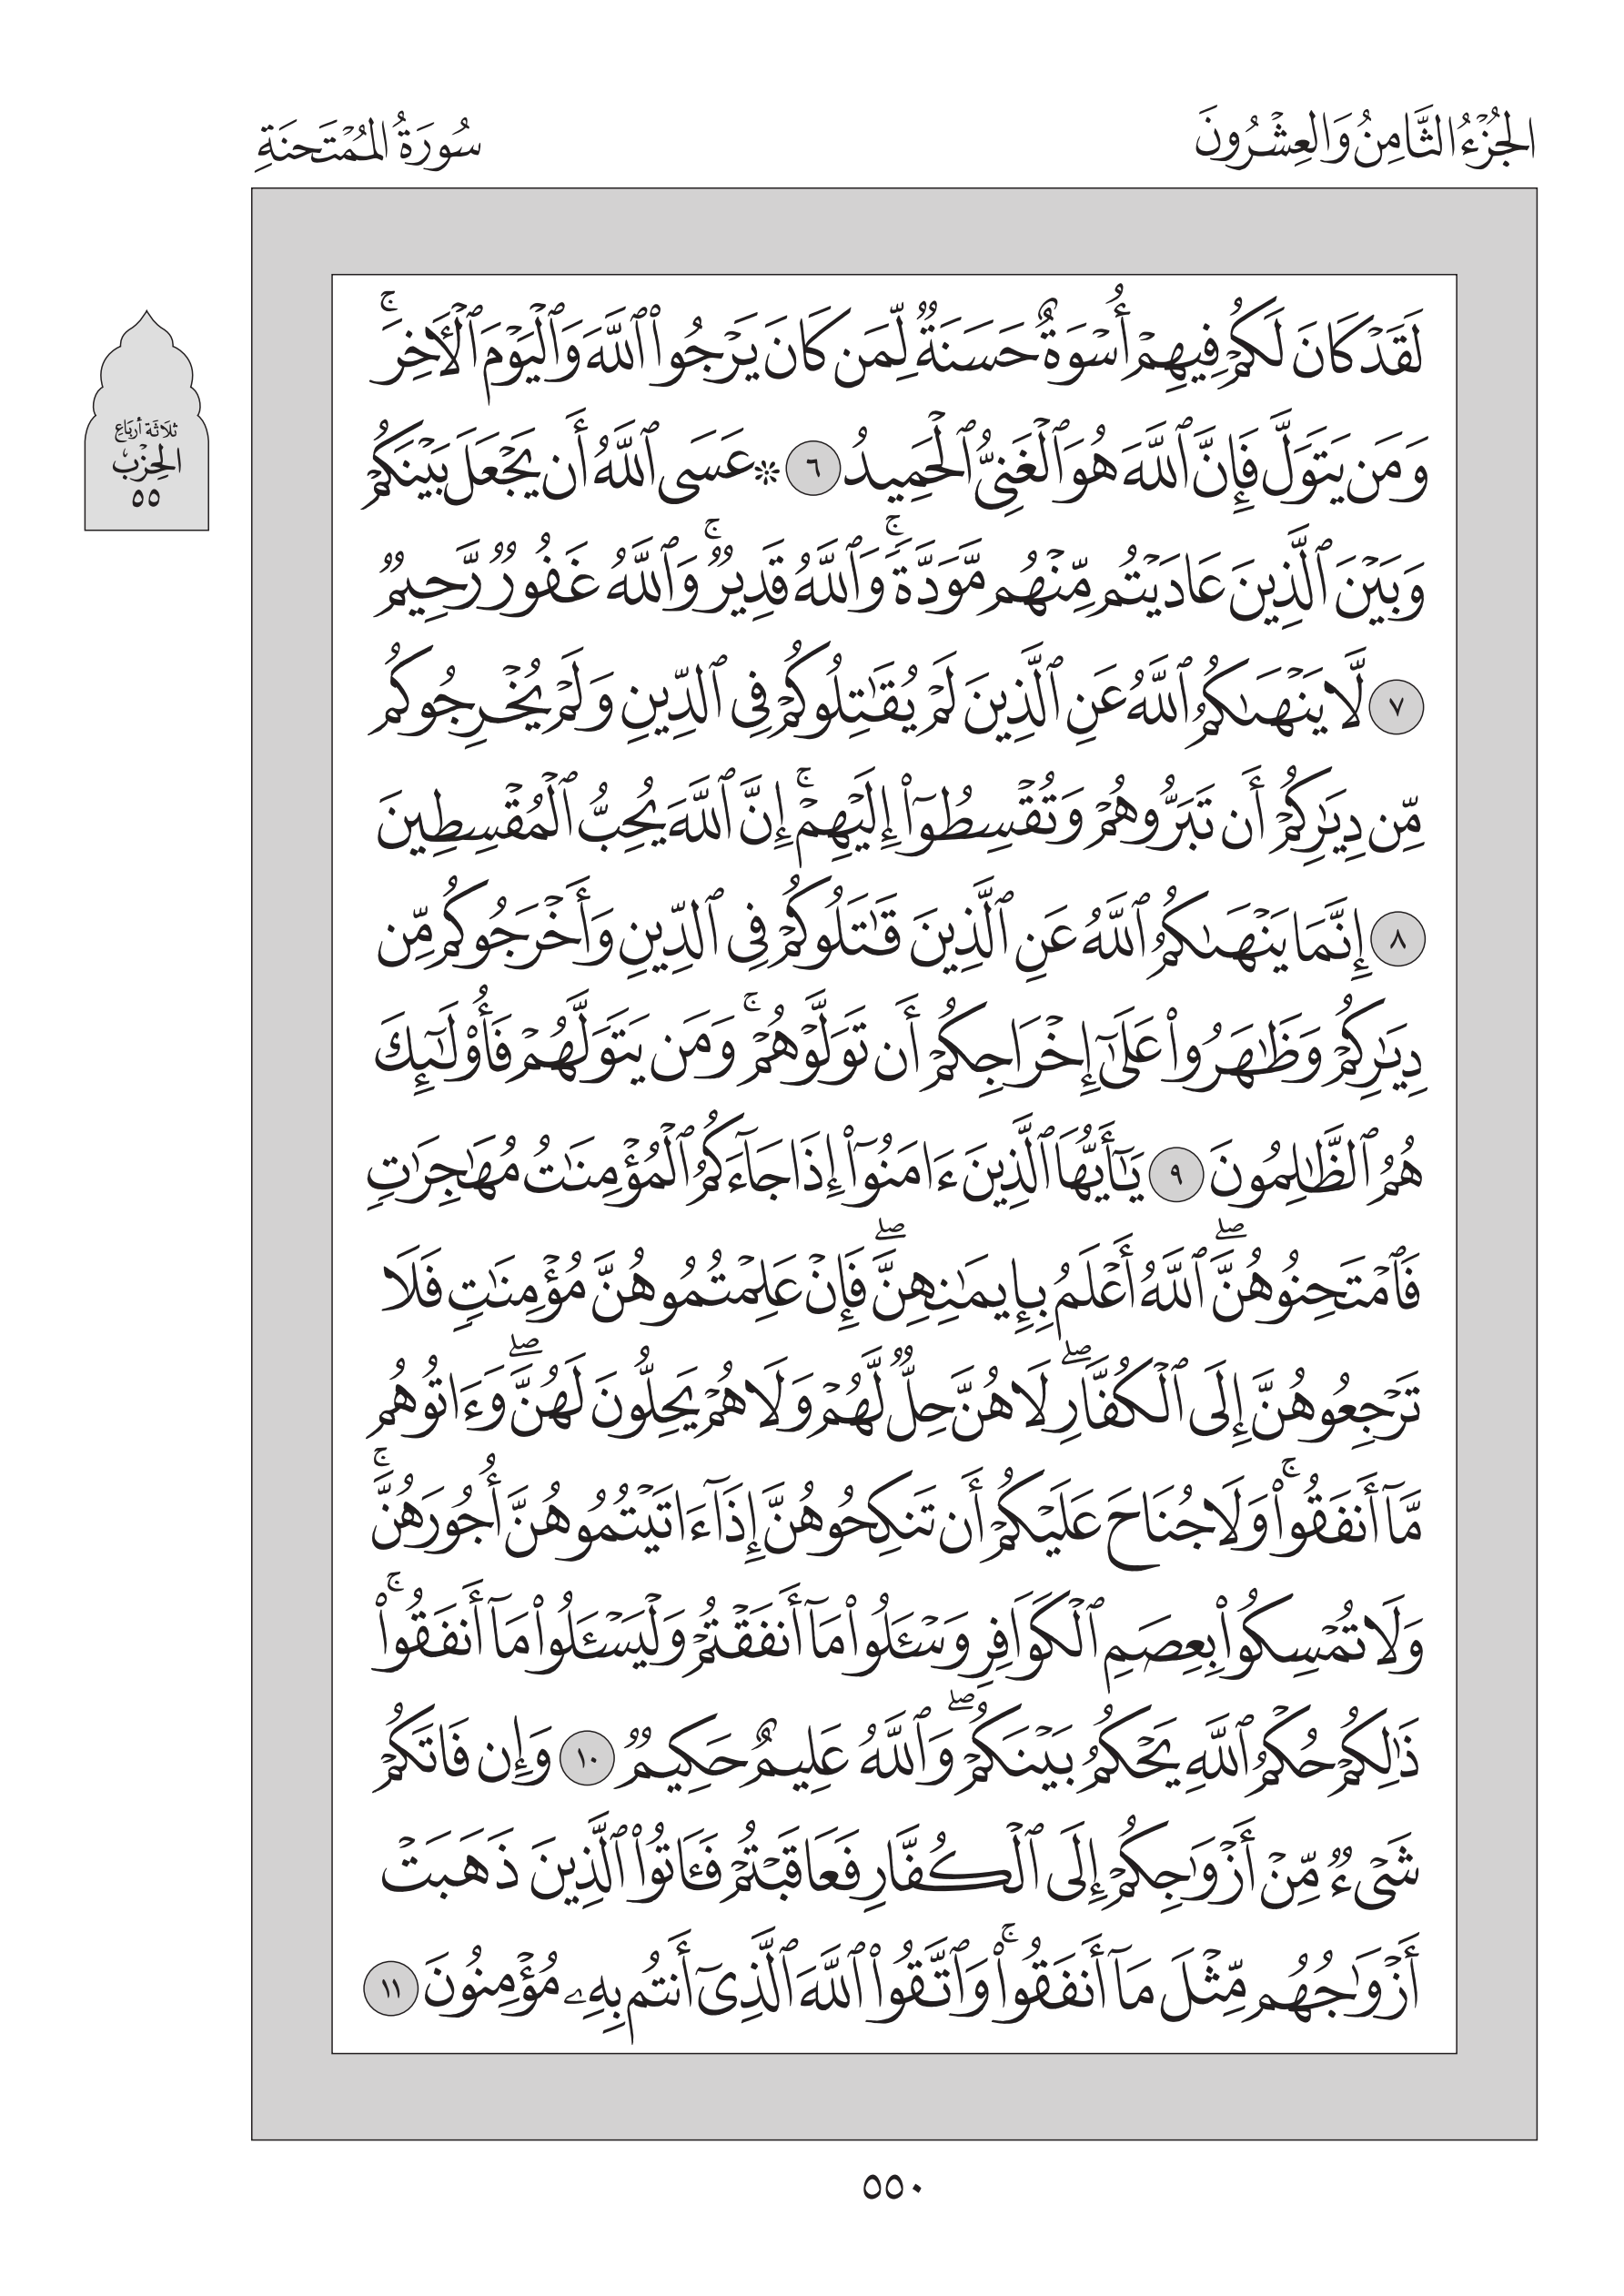 الجُزْءُ الثَّامِنُ وَالعِشْرُونَ
سُورَةُ المُمْتَحنَةِ
ثلَاثَة أربَاع
الحِزْب
٥٥
لَقَدْ كَانَ لَكُمْ فِيهِمْ أُسْوَةٌ حَسَنَةٌ لِّمَن كَانَ يَرْجُواْ ٱللَّهَ وَٱلْيَوْمَ ٱلْأٓخِرَۚ
وَمَن يَتَوَلَّ فَإِنَّ ٱللَّهَ هُوَ ٱلْغَنِىُّ ٱلْحَمِيدُ ٦ ۞ عَسَى ٱللَّهُ أَن يَجْعَلَ بَيْنَكُمْ
وَبَيْنَ ٱلَّذِينَ عَادَيْتُم مِّنْهُم مَّوَدَّةًۚ وَٱللَّهُ قَدِيرٌۚ وَٱللَّهُ غَفُورٌ رَّحِيمٌ
٧ لَّا يَنْهَىٰكُمُ ٱللَّهُ عَنِ ٱلَّذِينَ لَمْ يُقَٰتِلُوكُمْ فِى ٱلدِّينِ وَلَمْ يُخْرِجُوكُم
مِّن دِيَٰرِكُمْ أَن تَبَرُّوهُمْ وَتُقْسِطُوٓاْ إِلَيْهِمْۚ إِنَّ ٱللَّهَ يُحِبُّ ٱلْمُقْسِطِينَ
٨ إِنَّمَا يَنْهَىٰكُمُ ٱللَّهُ عَنِ ٱلَّذِينَ قَٰتَلُوكُمْ فِى ٱلدِّينِ وَأَخْرَجُوكُم مِّن
دِيَٰرِكُمْ وَظَٰهَرُواْ عَلَىٰٓ إِخْرَاجِكُمْ أَن تَوَلَّوْهُمْۚ وَمَن يَتَوَلَّهُمْ فَأُوْلَٰٓئِكَ
هُمُ ٱلظَّٰلِمُونَ ٩ يَٰٓأَيُّهَا ٱلَّذِينَ ءَامَنُوٓاْ إِذَا جَآءَكُمُ ٱلْمُؤْمِنَٰتُ مُهَٰجِرَٰتٍ
فَٱمْتَحِنُوهُنَّۖ ٱللَّهُ أَعْلَمُ بِإِيمَٰنِهِنَّۖ فَإِنْ عَلِمْتُمُوهُنَّ مُؤْمِنَٰتٍ فَلَا
تَرْجِعُوهُنَّ إِلَى ٱلْكُفَّارِۖ لَا هُنَّ حِلٌّ لَّهُمْ وَلَا هُمْ يَحِلُّونَ لَهُنَّۖ وَءَاتُوهُم
مَّآ أَنفَقُواْۚ وَلَا جُنَاحَ عَلَيْكُمْ أَن تَنكِحُوهُنَّ إِذَآ ءَاتَيْتُمُوهُنَّ أُجُورَهُنَّۚ
وَلَا تُمْسِكُواْ بِعِصَمِ ٱلْكَوَافِرِ وَسْـَٔلُواْ مَآ أَنفَقْتُمْ وَلْيَسْـَٔلُواْ مَآ أَنفَقُواْۚ
ذَٰلِكُمْ حُكْمُ ٱللَّهِ يَحْكُمُ بَيْنَكُمْۖ وَٱللَّهُ عَلِيمٌ حَكِيمٌ ١٠ وَإِن فَاتَكُمْ
شَىْءٌ مِّنْ أَزْوَٰجِكُمْ إِلَى ٱلْكُفَّارِ فَعَاقَبْتُمْ فَـَٔاتُواْ ٱلَّذِينَ ذَهَبَتْ
أَزْوَٰجُهُم مِّثْلَ مَآ أَنفَقُواْۚ وَٱتَّقُواْ ٱللَّهَ ٱلَّذِىٓ أَنتُم بِهِۦ مُؤْمِنُونَ ١١
٥٥٠